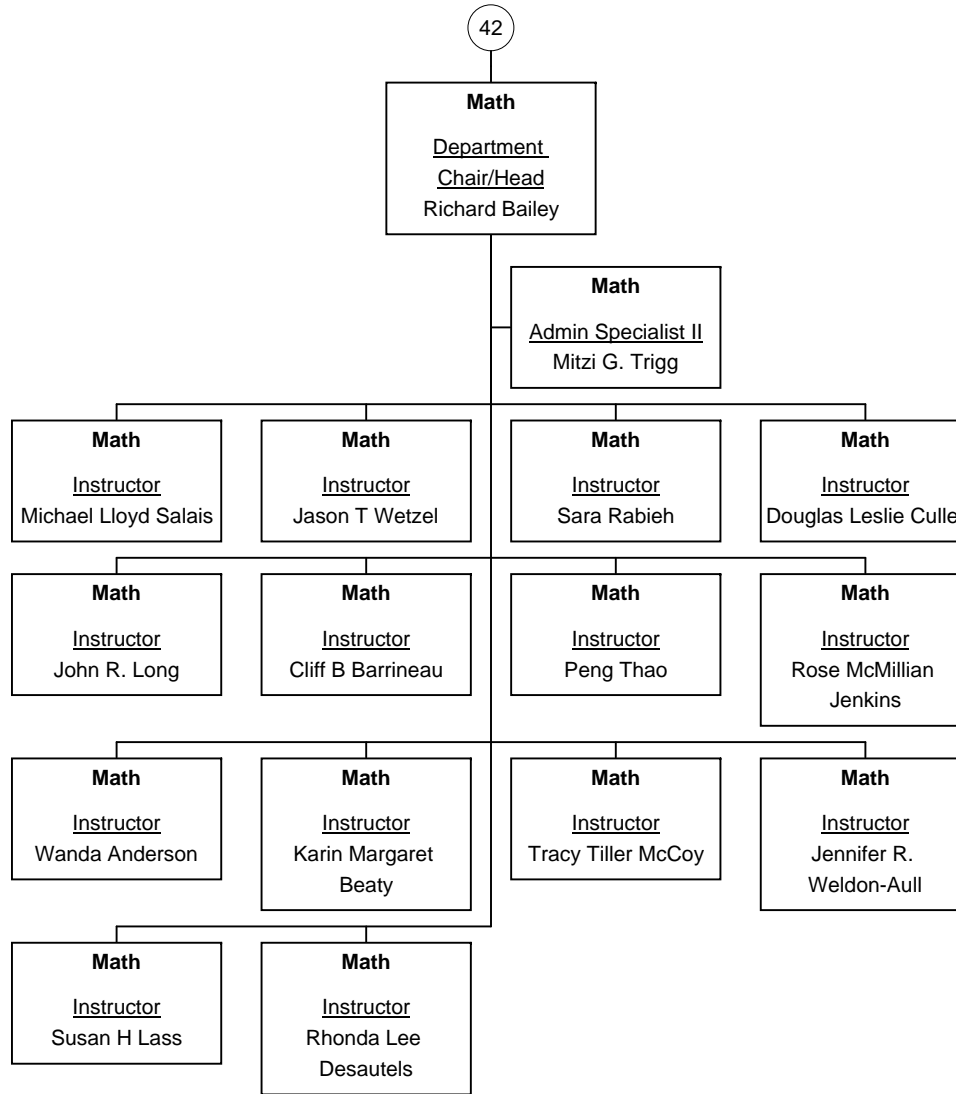 42
Math
Department
Chair/Head
Richard Bailey
Math
Admin Specialist II
Mitzi G. Trigg
Math
Instructor
Michael Lloyd Salais
Math
Instructor
Jason T Wetzel
Math
Instructor
Sara Rabieh
Math
Instructor
Douglas Leslie Culle
Math
Instructor
John R. Long
Math
Instructor
Cliff B Barrineau
Math
Instructor
Peng Thao
Math
Instructor
Rose McMillian
Jenkins
Math
Instructor
Wanda Anderson
Math
Instructor
Karin Margaret
Beaty
Math
Instructor
Tracy Tiller McCoy
Math
Instructor
Jennifer R.
Weldon-Aull
Math
Instructor
Susan H Lass
Math
Instructor
Rhonda Lee
Desautels